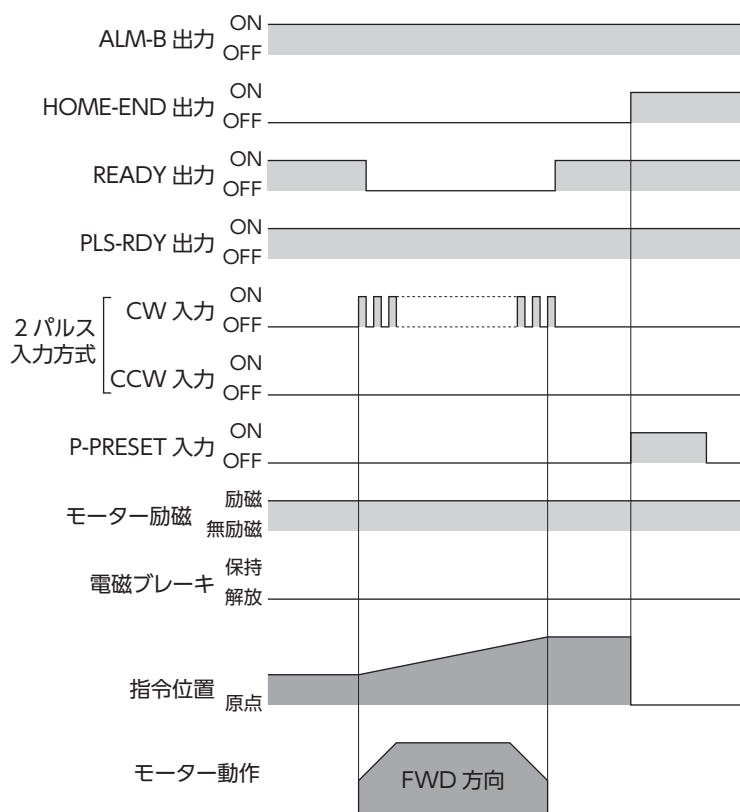 ALM-B 出力 ON
OFF
HOME-END 出力 ON
OFF
READY 出力 ON
OFF
PLS-RDY 出力 ON
OFF
2 パルス
入力方式
CW 入力 ON
OFF
CCW 入力 ON
OFF
P-PRESET 入力 ON
OFF
モーター励磁 励磁
無励磁
電磁ブレーキ 保持
解放
指令位置 原点
モーター動作 FWD 方向